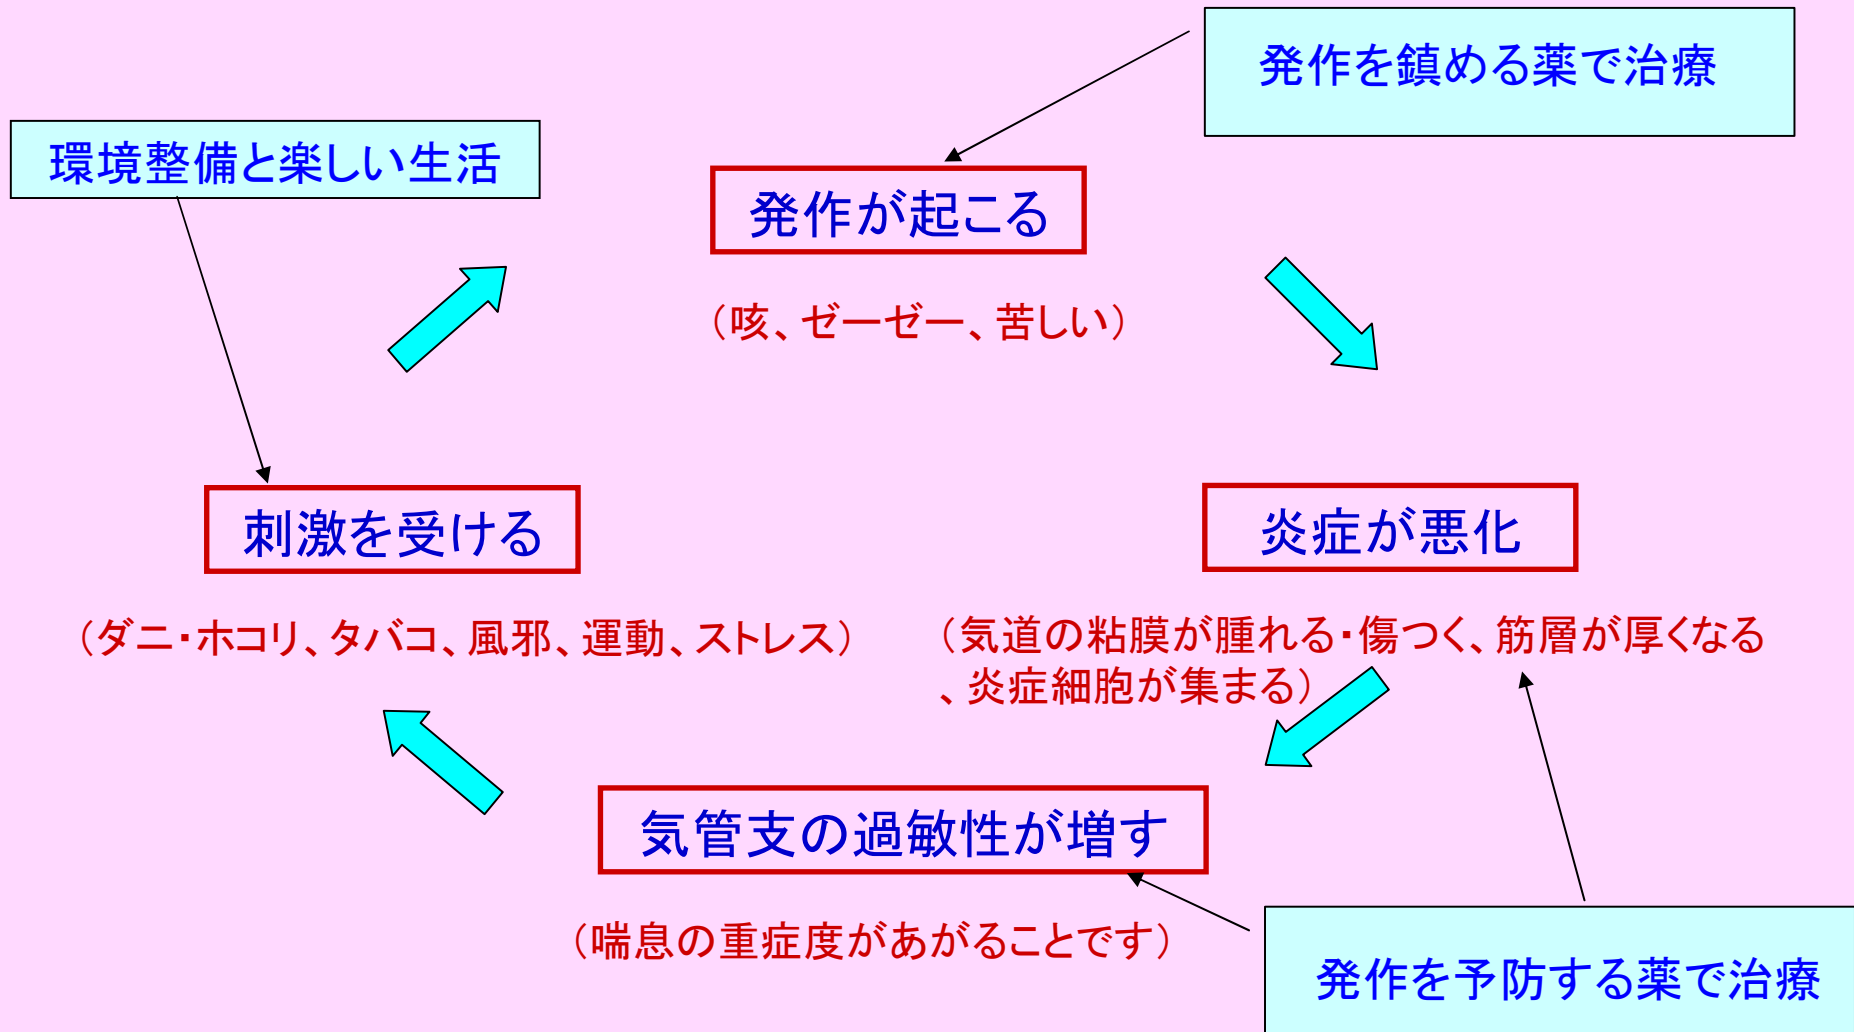 発作を鎮める薬で治療
環境整備と楽しい生活
発作が起こる
（咳、ゼーゼー、苦しい）
刺激を受ける
炎症が悪化
（ダニ・ホコリ、タバコ、風邪、運動、ストレス）
（気道の粘膜が腫れる・傷つく、筋層が厚くなる
、炎症細胞が集まる）
気管支の過敏性が増す
（喘息の重症度があがることです）
発作を予防する薬で治療